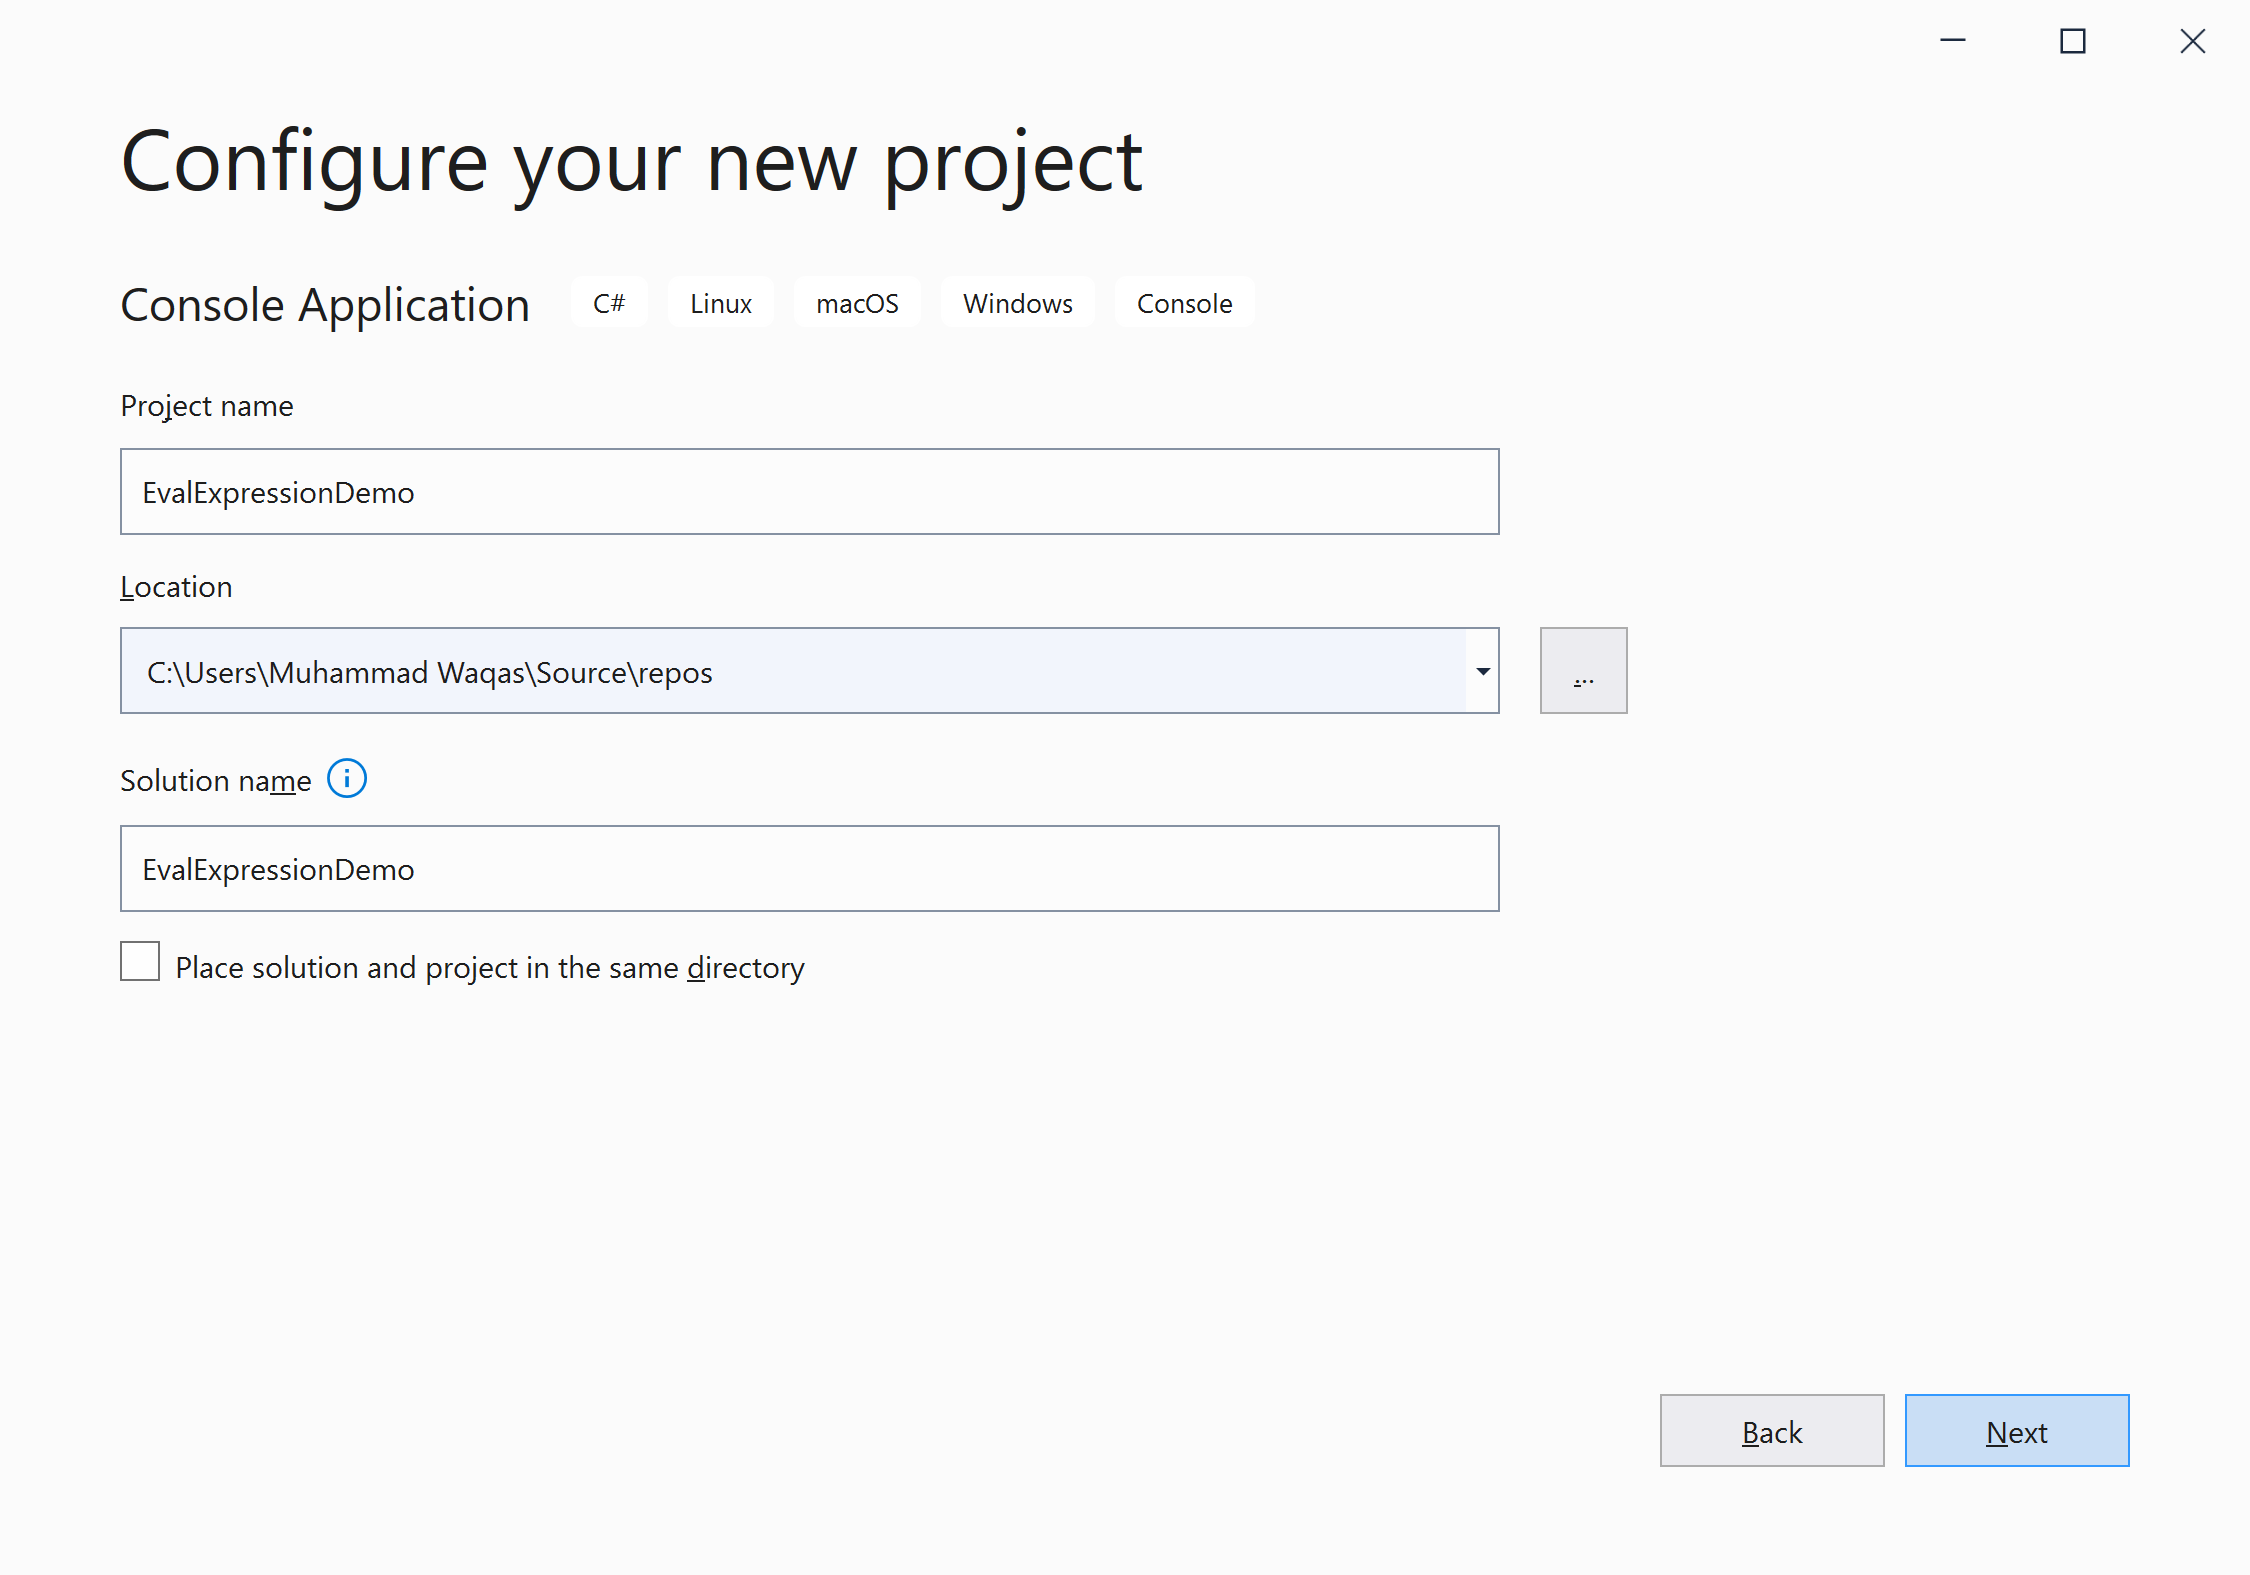 Configure your new project
Console Application C# Linux macOS Windows Console
Project name
EvalExpressionDemo
Location
C:\Users\Muhammad Waqas\Source\repos
...
Solution name
EvalExpressionDemo
Place solution and project in the same directory
Back Next